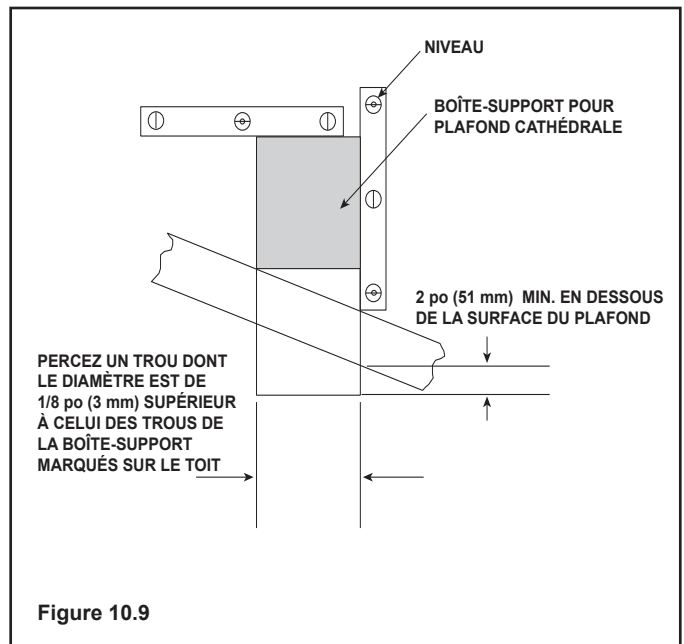 NIVEAU
BOÎTE-SUPPORT POUR
PLAFOND CATHÉDRALE
2 po (51 mm) MIN. EN DESSOUS
DE LA SURFACE DU PLAFOND
PERCEZ UN TROU DONT
LE DIAMÈTRE EST DE
1/8 po (3 mm) SUPÉRIEUR
À CELUI DES TROUS DE
LA BOÎTE-SUPPORT
MARQUÉS SUR LE TOIT
Figure 10.9